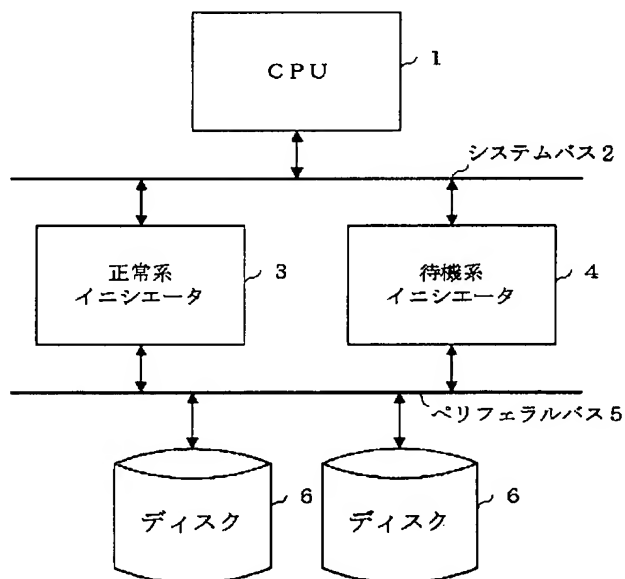 CPU
1
システムバス2
正常系
イニシエータ
3
待機系
イニシエータ
4
ペリフェラルバス5
ディスク
6
ディスク
6